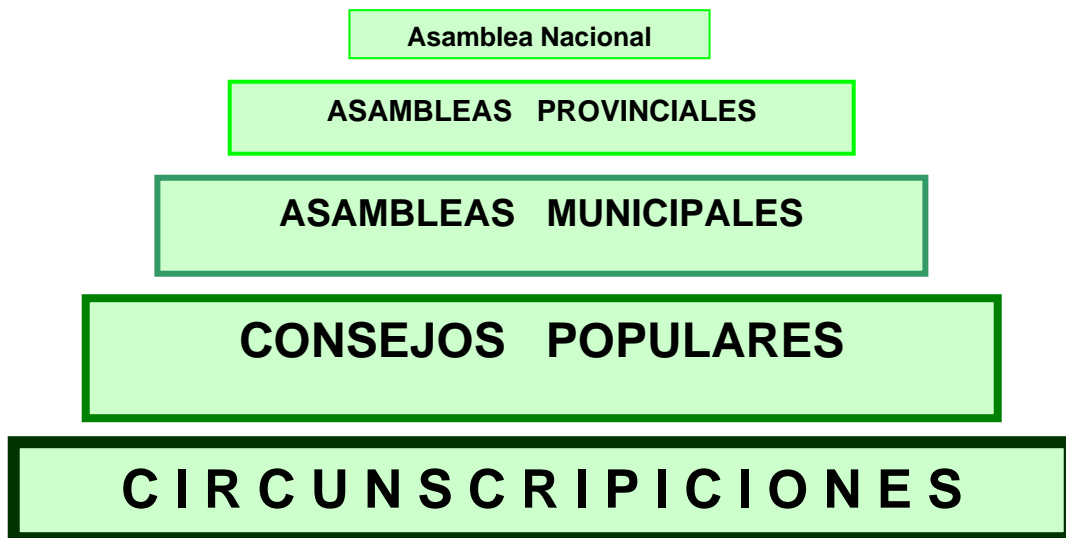 Asamblea Nacional
ASAMBLEAS PROVINCIALES
ASAMBLEAS MUNICIPALES
CONSEJOS POPULARES
C I R C U N S C R I P I C I O N E S